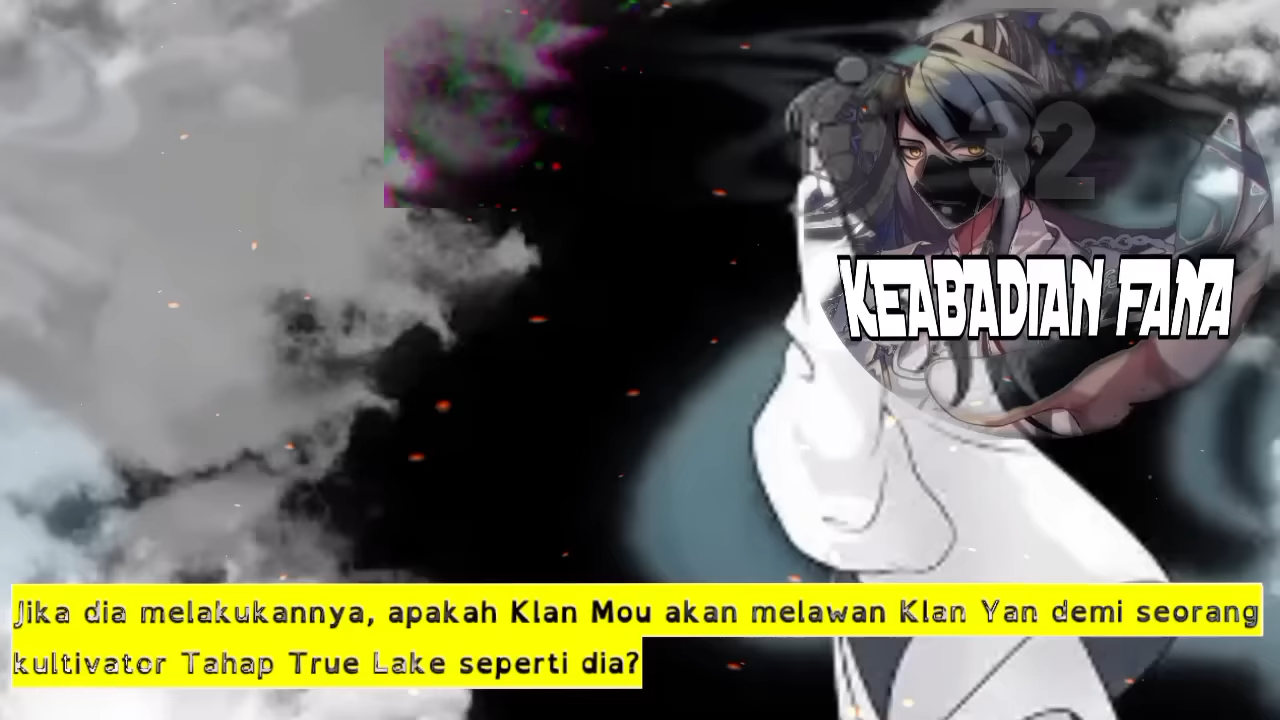 32
KEABADIAN FANA
Jika dia melakukannya, apakah Klan Mou akan melawan Klan Yan demi seorang
kultivator Tahap True Lake seperti dia?